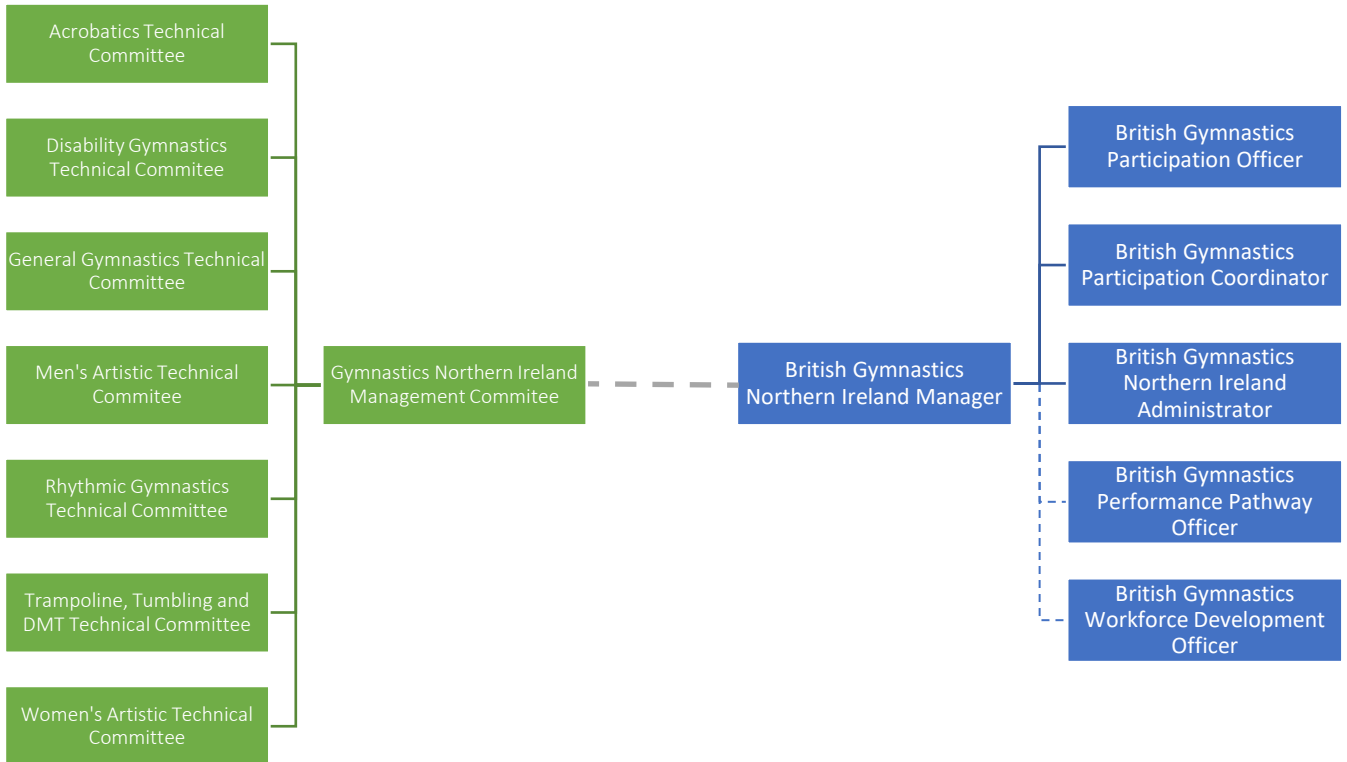 Acrobatics Technical
Committee
Disability Gymnastics
Technical Commitee
General Gymnastics Technical
Committee
Men's Artistic Technical
Commitee
Rhythmic Gymnastics
Technical Committee
Trampoline, Tumbling and
DMT Technical Committee
Women's Artistic Technical
Committee
Gymnastics Northern Ireland
Management Commitee
British Gymnastics
Northern Ireland Manager
British Gymnastics
Participation Officer
British Gymnastics
Participation Coordinator
British Gymnastics
Northern Ireland
Administrator
British Gymnastics
Performance Pathway
Officer
British Gymnastics
Workforce Development
Officer